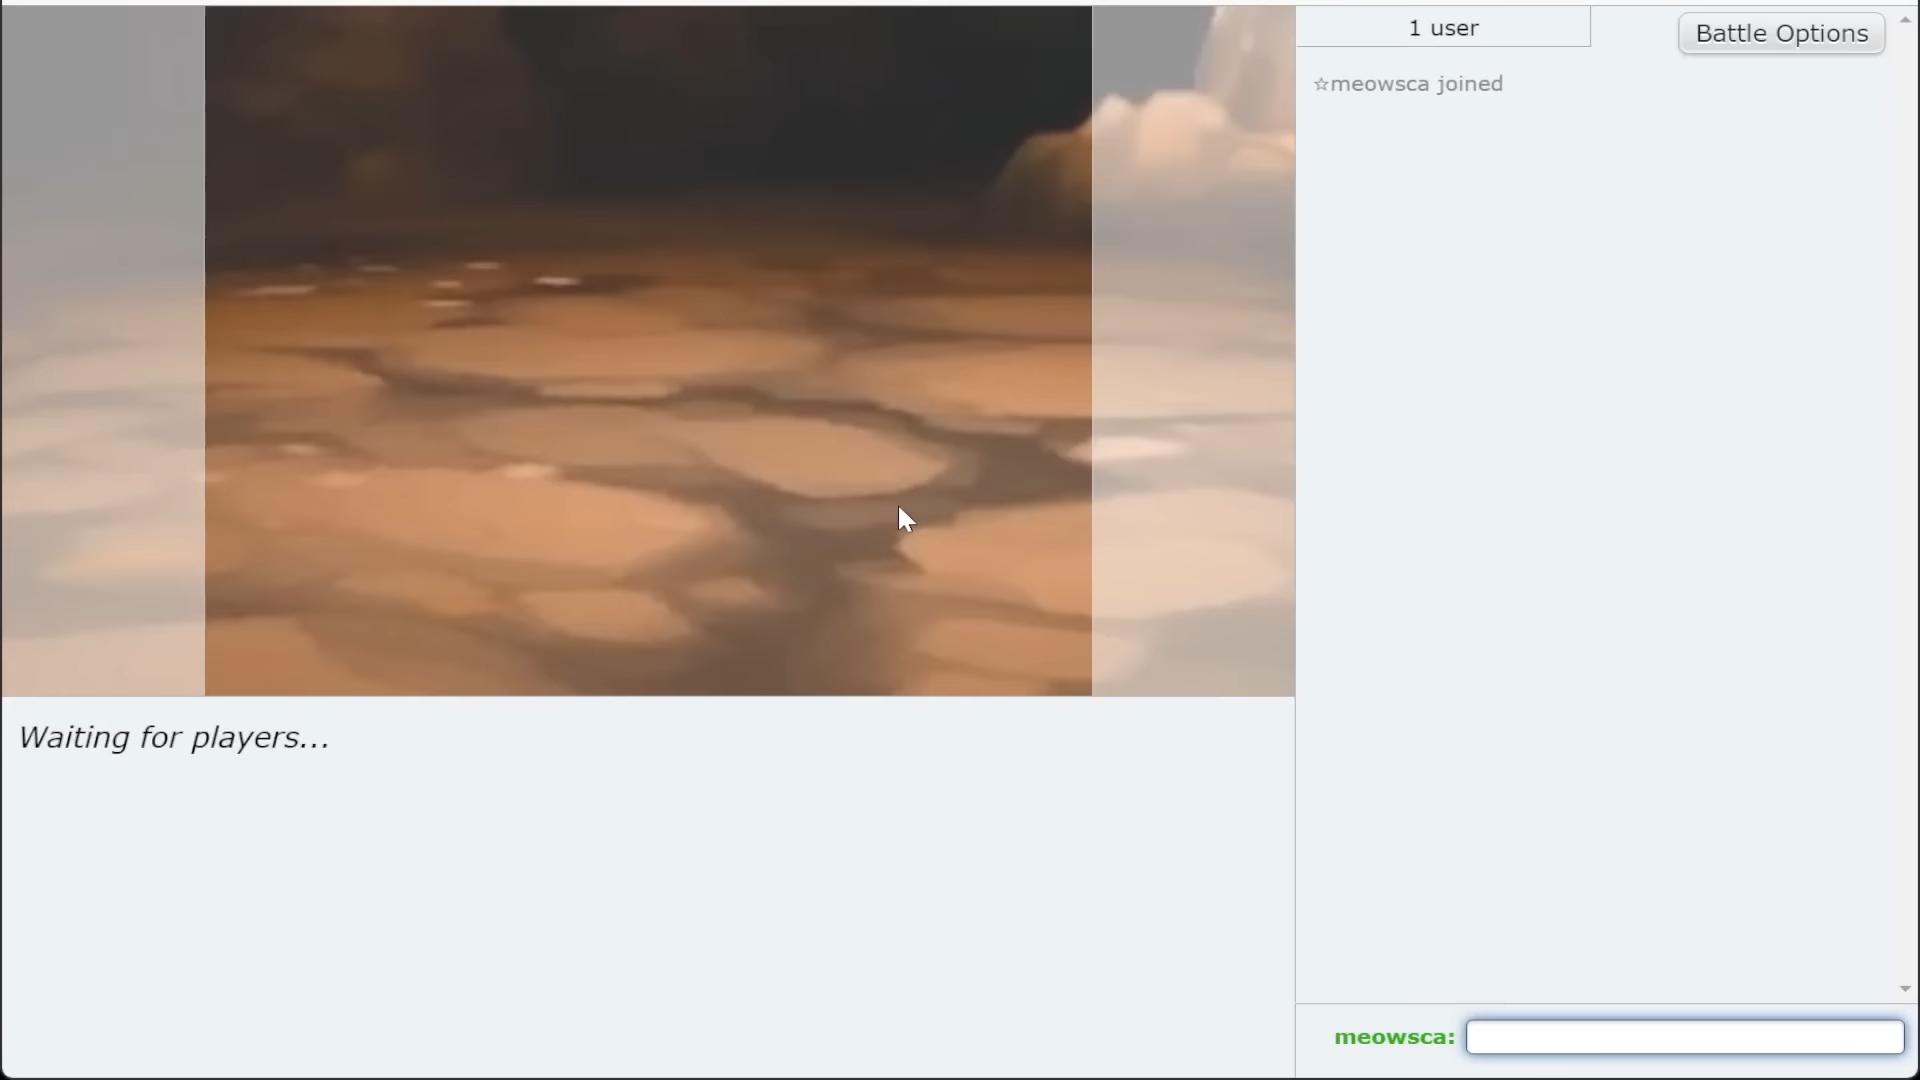 1 user
Battle Options
☆meowsca joined
Waiting for players...
meowsca: